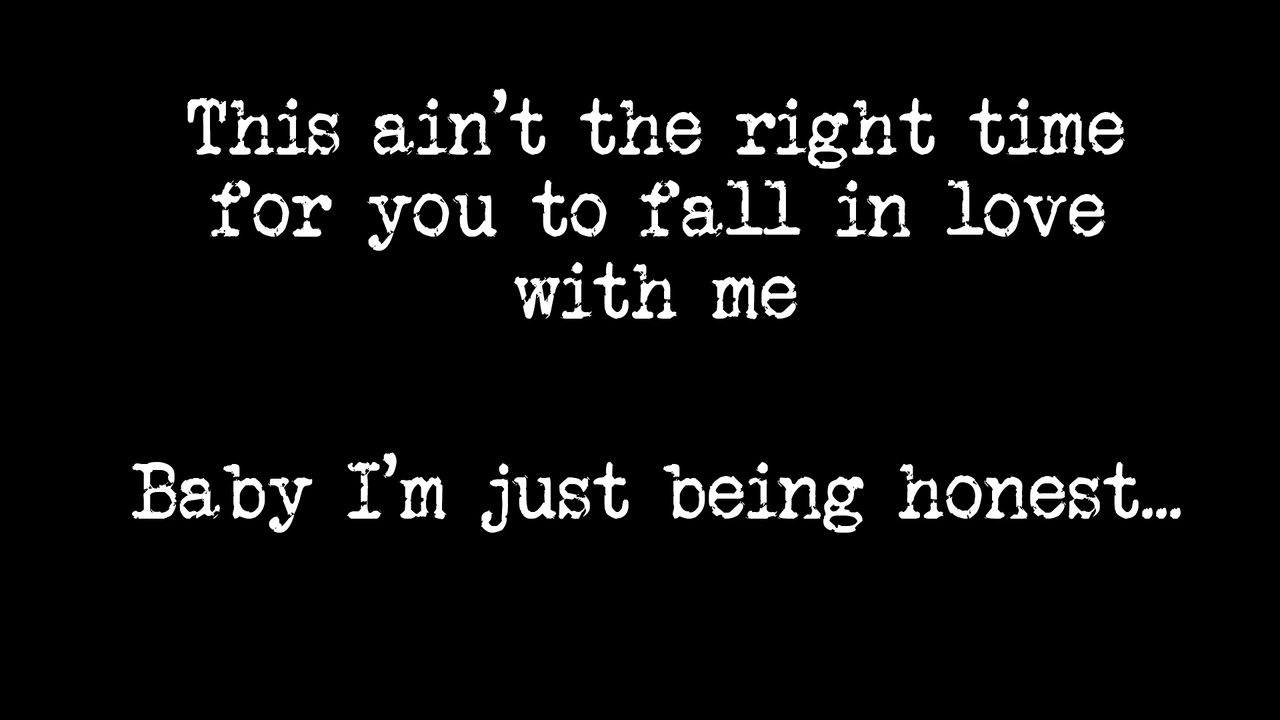 This ain't the right time
for you to fall in love
with me
Baby I'm just being honest...